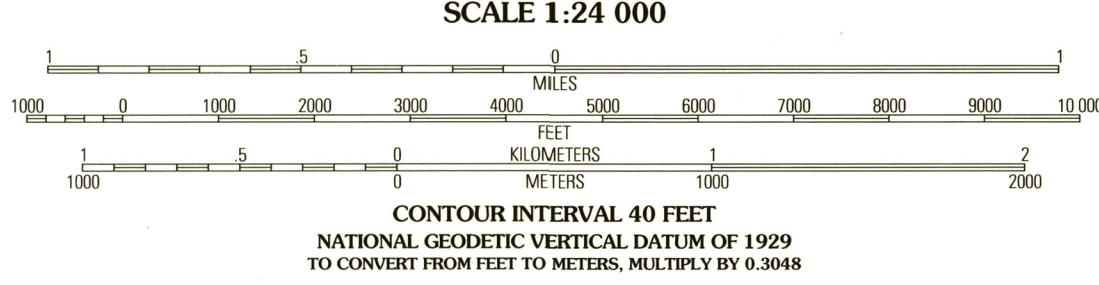 SCALE 1:24 000
1 .5 0 1
MILES
1000 0 1000 2000 3000 4000 5000 6000 7000 8000 9000 10 000
FEET
1 .5 0 KILOMETERS 1 2
1000 0 METERS 1000 2000
CONTOUR INTERVAL 40 FEET
NATIONAL GEODETIC VERTICAL DATUM OF 1929
TO CONVERT FROM FEET TO METERS, MULTIPLY BY 0.3048